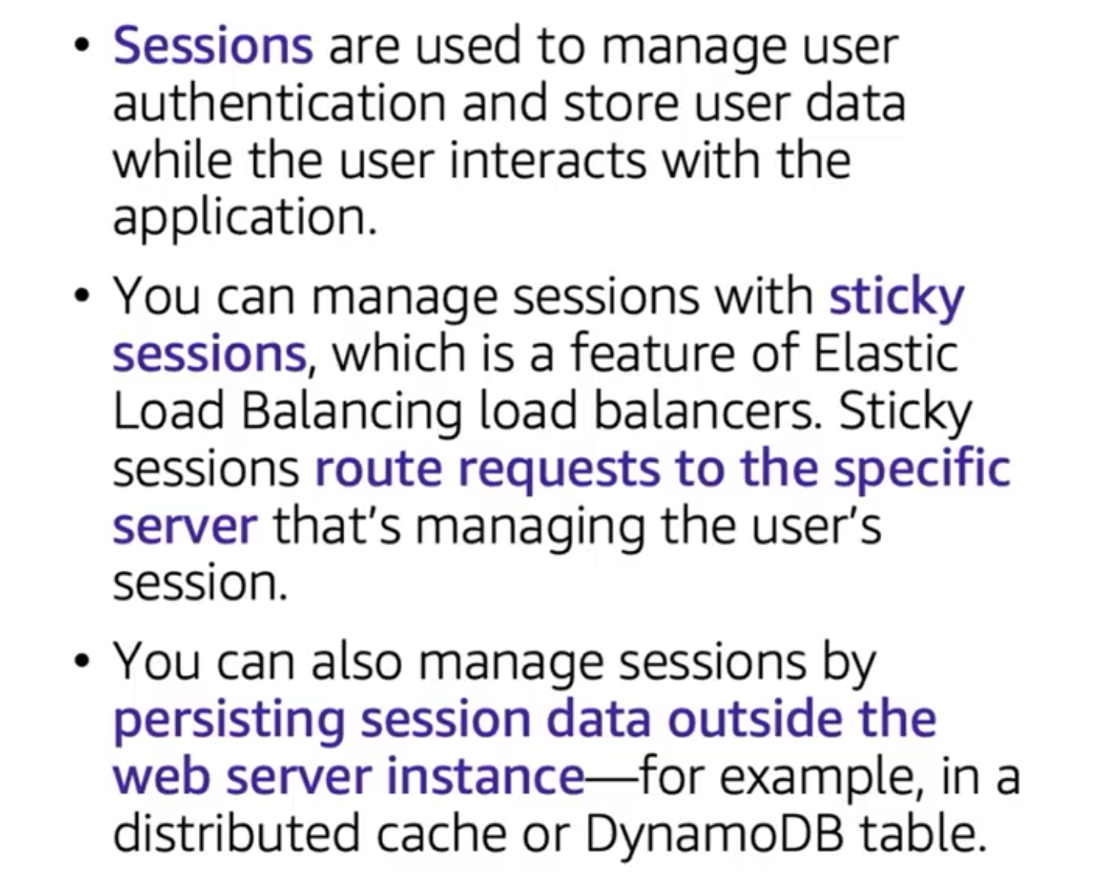 • Sessions are used to manage user
authentication and store user data
while the user interacts with the
application.
• You can manage sessions with sticky
sessions, which is a feature of Elastic
Load Balancing load balancers. Sticky
sessions route requests to the specific
server that’s managing the user’s
session.
• You can also manage sessions by
persisting session data outside the
web server instance—for example, in a
distributed cache or DynamoDB table.